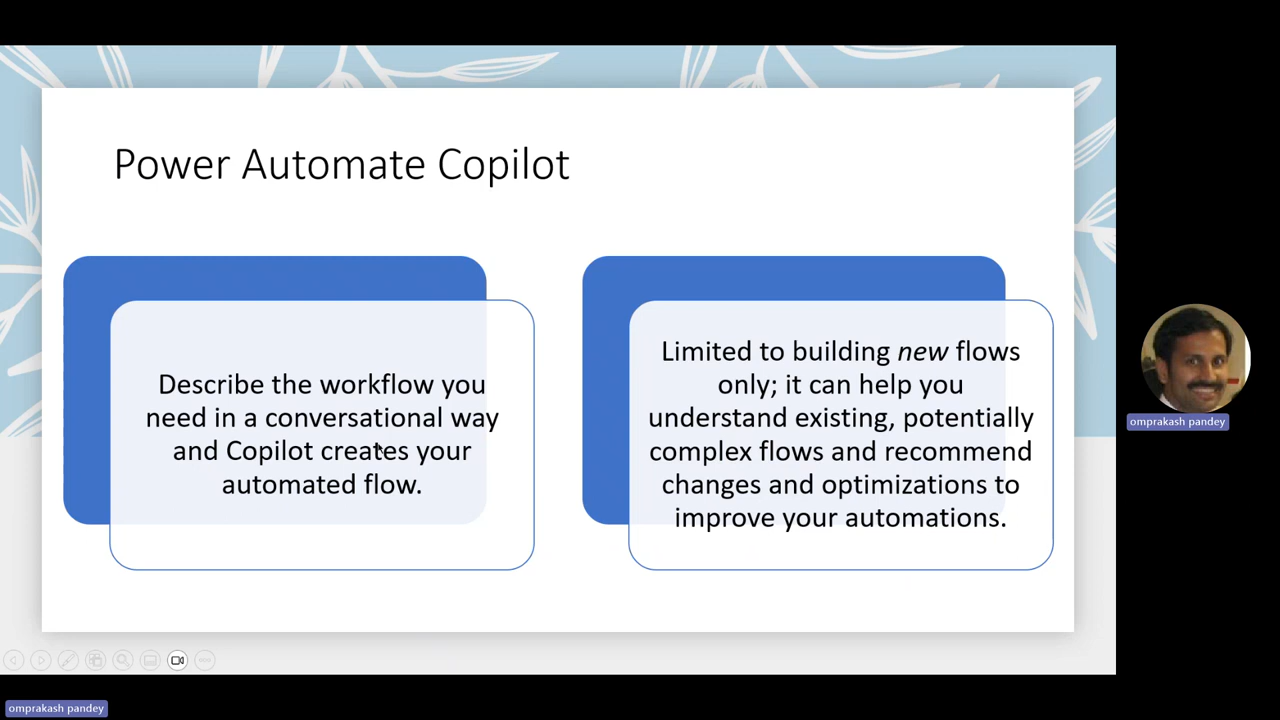 Power Automate Copilot
Describe the workflow you
need in a conversational way
and Copilot creates your
automated flow.
Limited to building new flows
only; it can help you
understand existing, potentially
complex flows and recommend
changes and optimizations to
improve your automations.
omprakash pandey
omprakash pandey